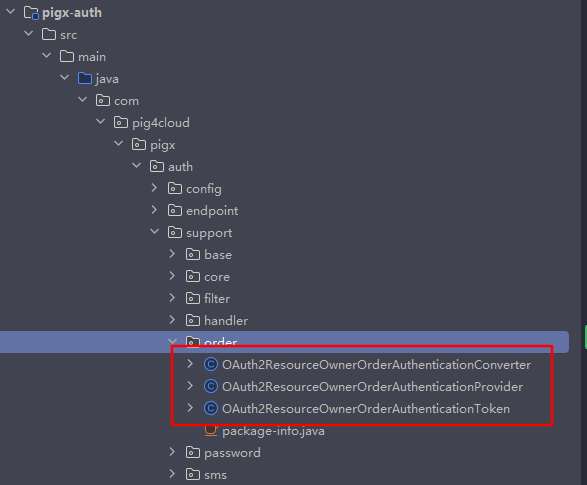 pigx-auth
src
main
java
com
pig4cloud
pigx
auth
config
endpoint
support
base
core
filter
handler
order
OAuth2ResourceOwnerOrderAuthenticationConverter
OAuth2ResourceOwnerOrderAuthenticationProvider
OAuth2ResourceOwnerOrderAuthenticationToken
package-info.java
password
sms